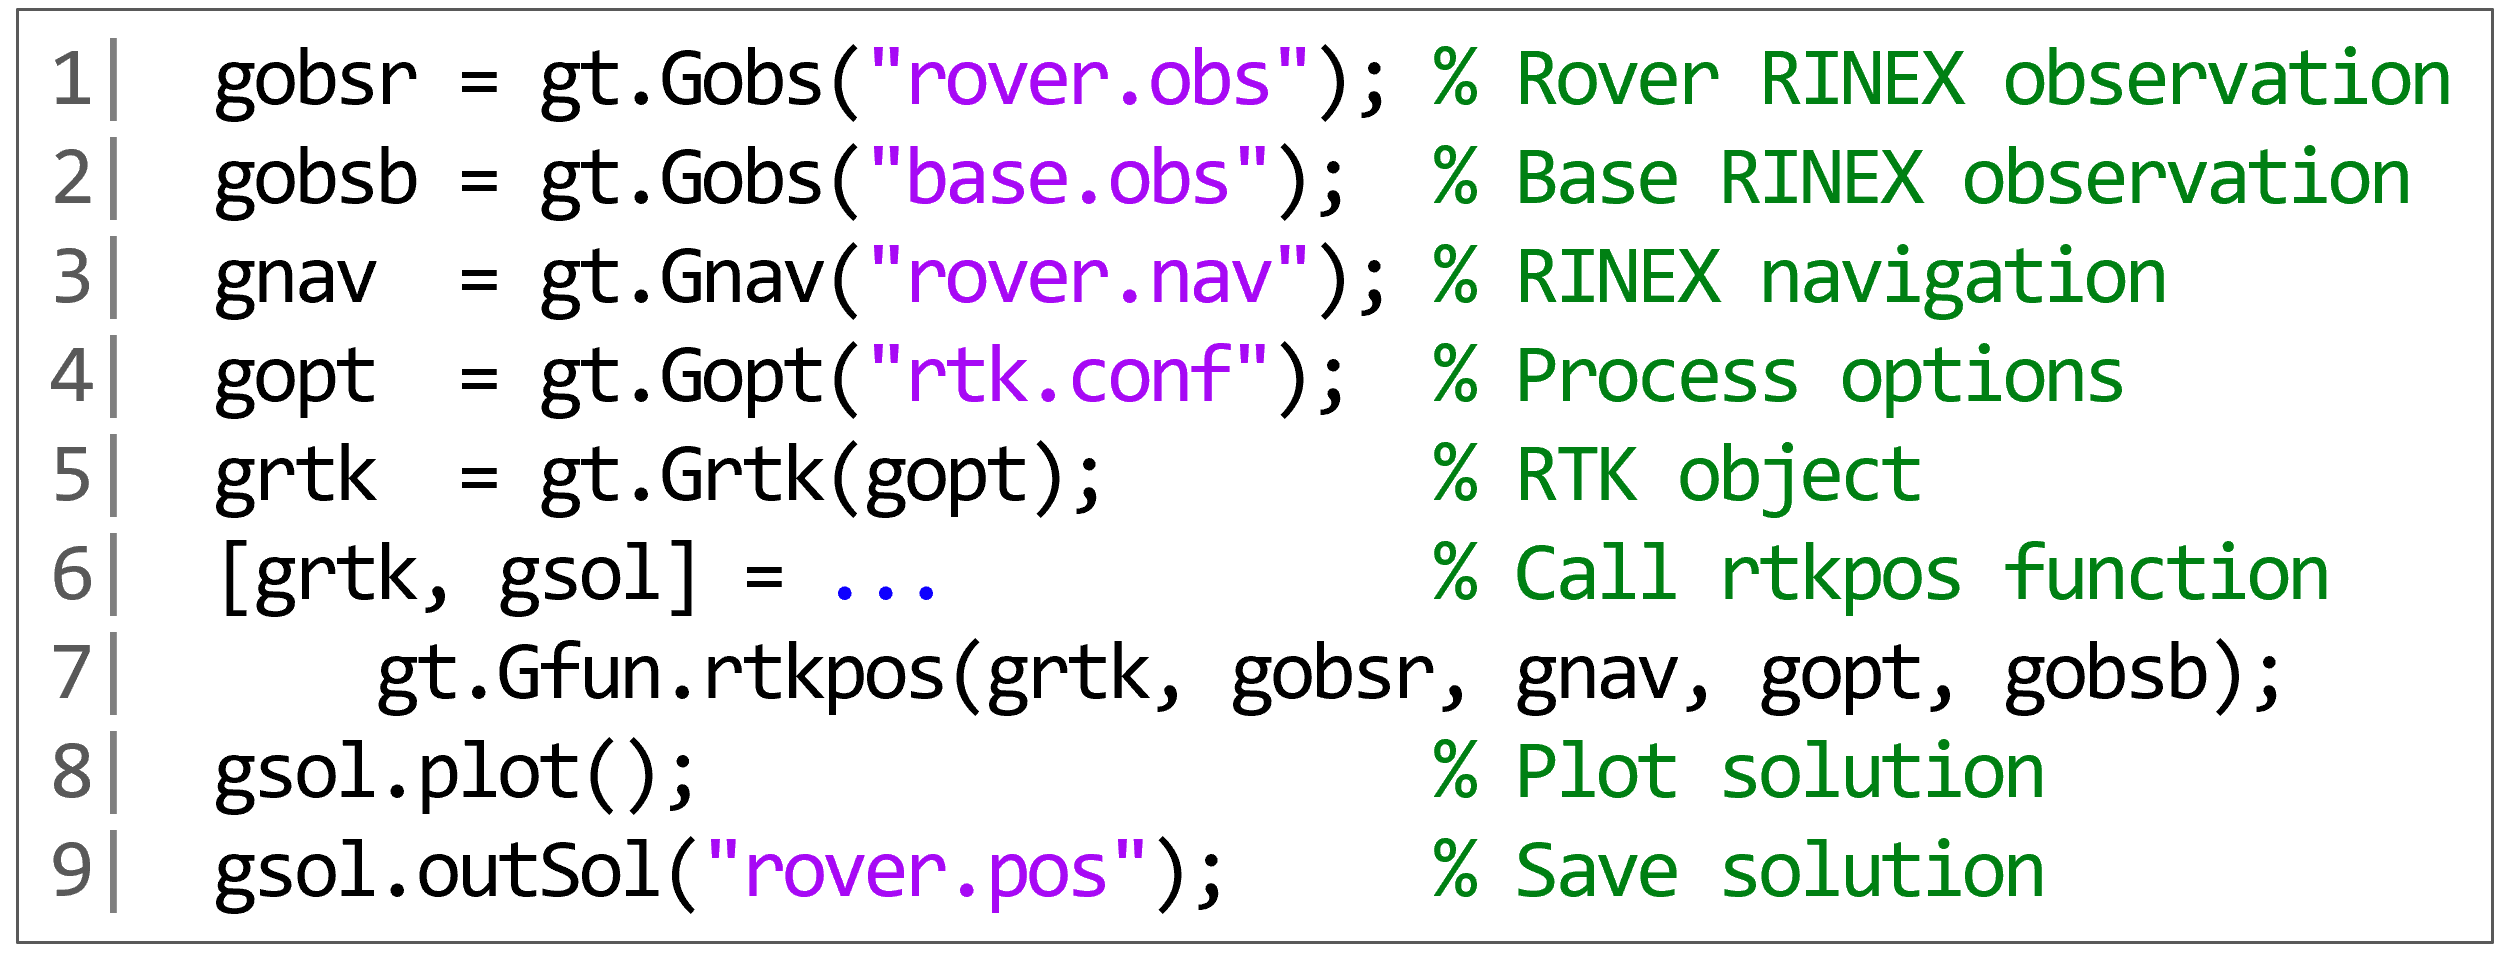 1| gobsr = gt.Gobs("rover.obs"); % Rover RINEX observation
2| gobsb = gt.Gobs("base.obs"); % Base RINEX observation
3| gnav = gt.Gnav("rover.nav"); % RINEX navigation
4| gopt = gt.Gopt("rtk.conf"); % Process options
5| grtk = gt.Grtk(gopt); % RTK object
6| [grtk, gsol] = ... % Call rtkpos function
7| gt.Gfun.rtkpos(grtk, gobsr, gnav, gopt, gobsb);
8| gsol.plot(); % Plot solution
9| gsol.outSol("rover.pos"); % Save solution